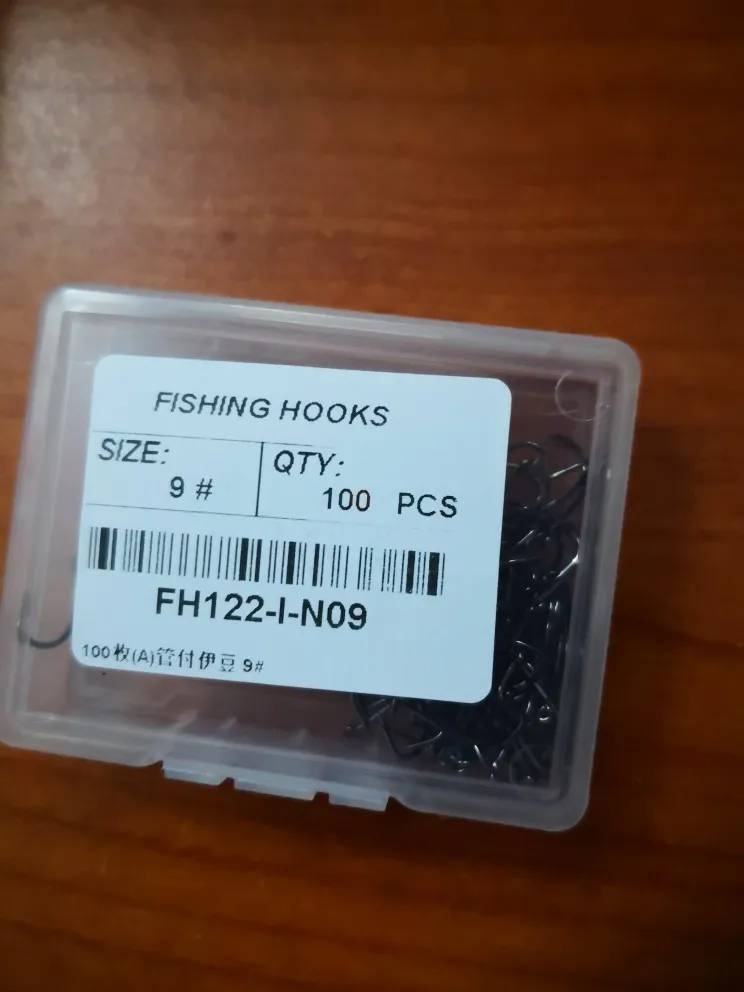 FISHING HOOKS
SIZE:
9 #
QTY:
100 PCS
FH122-I-N09
100枚(A)管付伊豆 9#